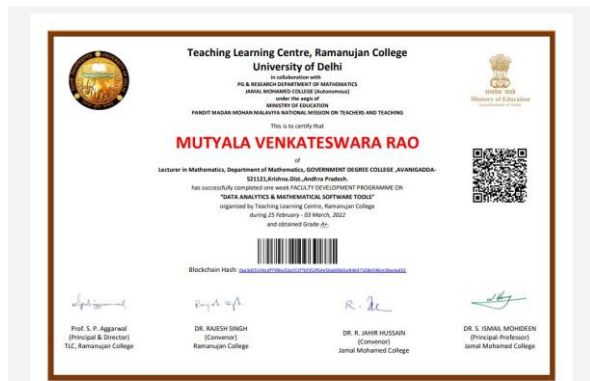 Teaching Learning Centre, Ramanujan College
University of Delhi
in collaboration with
PG & RESEARCH DEPARTMENT OF MATHEMATICS
JAMAL MOHAMED COLLEGE (Autonomous)
under the aegis of
MINISTRY OF EDUCATION
PANDIT MADAN MOHAN MALAVIYA NATIONAL MISSION ON TEACHERS AND TEACHING
Ministry of Education
This is to certify that
MUTYALA VENKATESWARA RAO
of
Lecturer in Mathematics, Department of Mathematics, GOVERNMENT DEGREE COLLEGE ,AVANIGADDA-
521121,Krishna.Dist.,Andhra Pradesh.
has successfully completed one week FACULTY DEVELOPMENT PROGRAMME ON
"DATA ANALYTICS & MATHEMATICAL SOFTWARE TOOLS"
organized by Teaching Learning Centre, Ramanujan College
during 25 February - 03 March, 2022
and obtained Grade A+.
Blockchain Hash:
Prof. S. P. Aggarwal
(Principal & Director)
TLC, Ramanujan College
DR. RAJESH SINGH
(Convenor)
Ramanujan College
DR. R. JAHIR HUSSAIN
(Convenor)
Jamal Mohamed College
DR. S. ISMAIL MOHIDEEN
(Principal-Professor)
Jamal Mohamed College